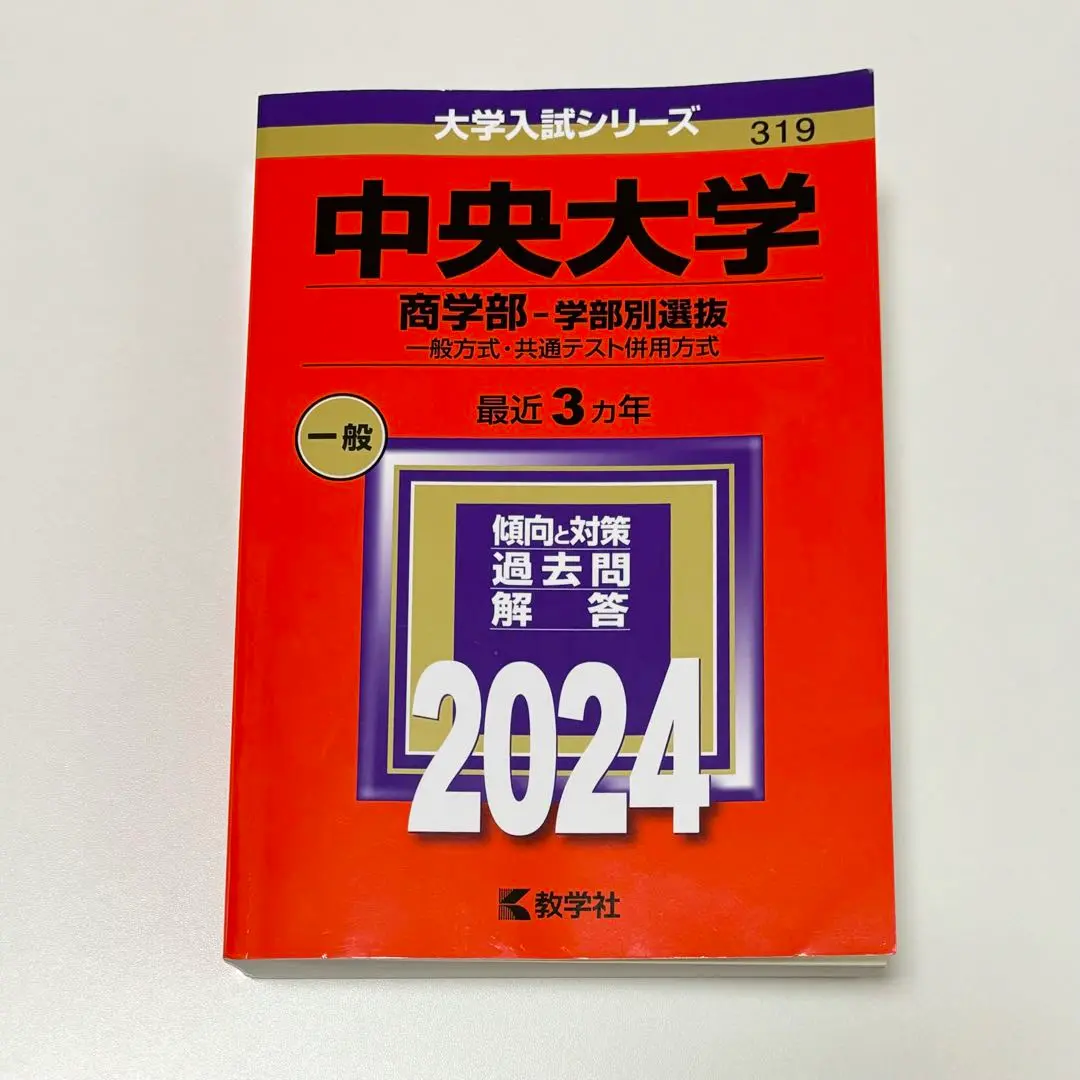 大学入試シリーズ
319
中央大学
商学部-学部別選抜
一般方式・共通テスト併用方式
最近3カ年
一般
傾向と対策
過去問
解答
2024
教学社